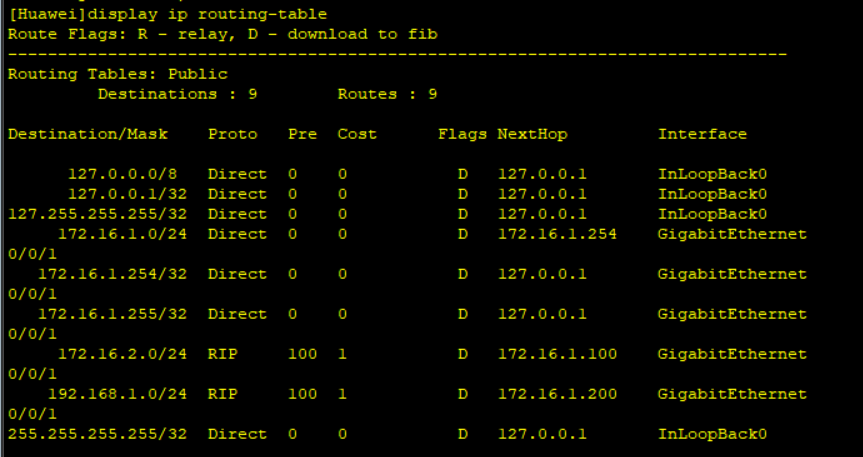 [Huawei]display ip routing-table
Route Flags: R - relay, D - download to fib
------------------------------------------------------------------------------
Routing Tables: Public
         Destinations : 9        Routes : 9

Destination/Mask    Proto   Pre  Cost      Flags NextHop         Interface

      127.0.0.0/8   Direct  0    0           D   127.0.0.1       InLoopBack0
      127.0.0.1/32  Direct  0    0           D   127.0.0.1       InLoopBack0
127.255.255.255/32  Direct  0    0           D   127.0.0.1       InLoopBack0
     172.16.1.0/24  Direct  0    0           D   172.16.1.254    GigabitEthernet
0/0/1
   172.16.1.254/32  Direct  0    0           D   127.0.0.1       GigabitEthernet
0/0/1
   172.16.1.255/32  Direct  0    0           D   127.0.0.1       GigabitEthernet
0/0/1
     172.16.2.0/24  RIP     100  1           D   172.16.1.100    GigabitEthernet
0/0/1
    192.168.1.0/24  RIP     100  1           D   172.16.1.200    GigabitEthernet
0/0/1
255.255.255.255/32  Direct  0    0           D   127.0.0.1       InLoopBack0